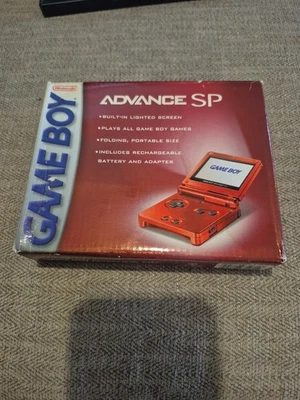 Nintendo
GAME BOY
ADVANCE SP
•BUILT-IN LIGHTED SCREEN
•PLAYS ALL GAME BOY GAMES
•FOLDING, PORTABLE SIZE
•INCLUDES RECHARGEABLE
BATTERY AND ADAPTER
GAME BOY